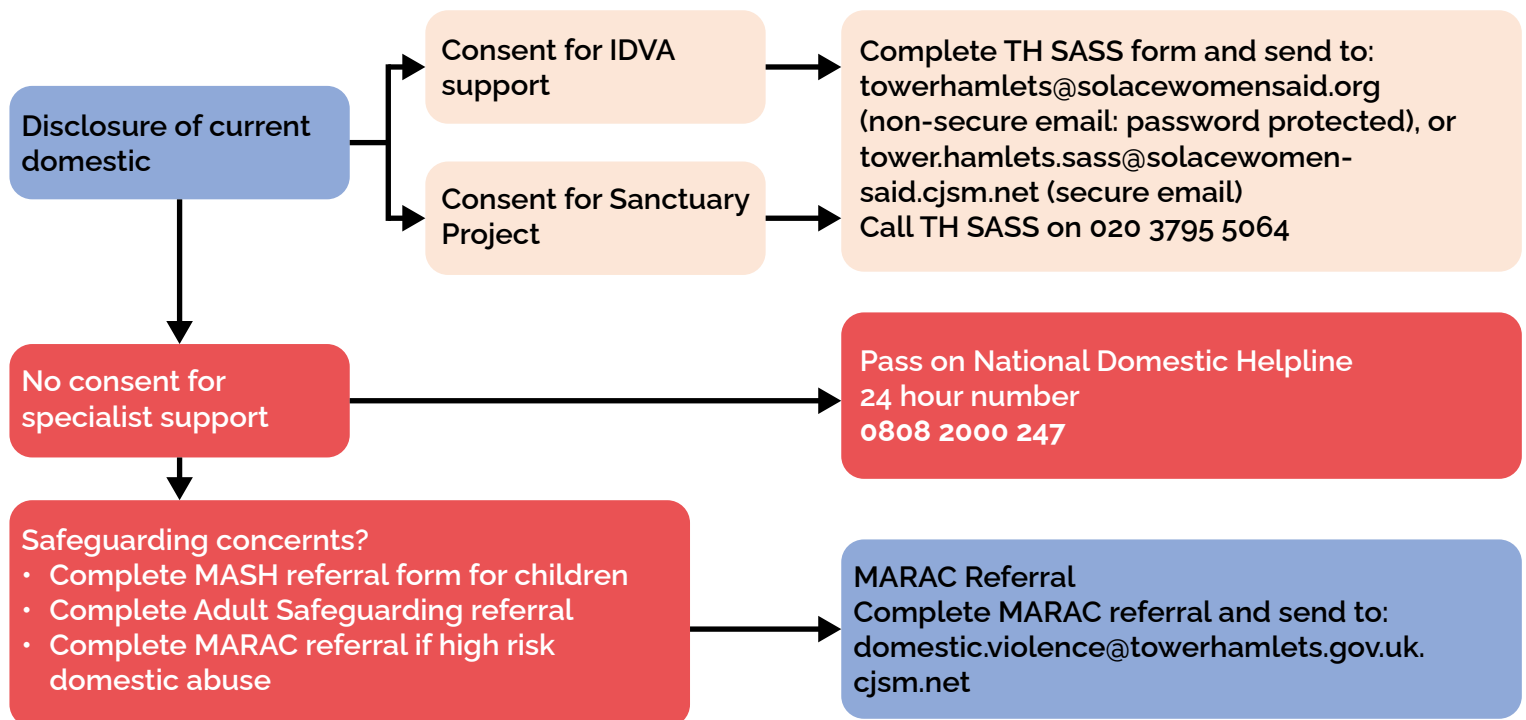 Disclosure of current
domestic
Consent for IDVA
support
Consent for Sanctuary
Project
Complete TH SASS form and send to:
towerhamlets@solacewomensaid.org
(non-secure email: password protected), or
tower.hamlets.sass@solacewomen-
said.cjsm.net (secure email)
Call TH SASS on 020 3795 5064
No consent for
specialist support
Pass on National Domestic Helpline
24 hour number
0808 2000 247
Safeguarding concernts?
• Complete MASH referral form for children
• Complete Adult Safeguarding referral
• Complete MARAC referral if high risk
domestic abuse
MARAC Referral
Complete MARAC referral and send to:
domestic.violence@towerhamlets.gov.uk.
cjsm.net